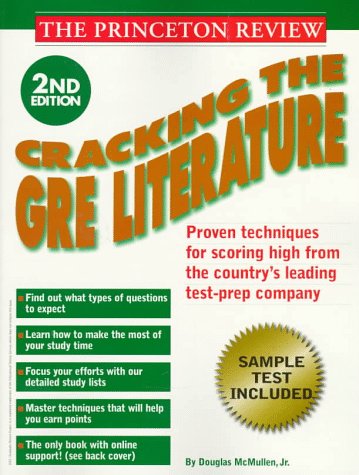 THE PRINCETON REVIEW
2ND
EDITION
CRACKING THE
GRE LITERATURE
Proven techniques
for scoring high from
the country's leading
test-prep company
Find out what types of questions
to expect
Learn how to make the most of
your study time
Focus your efforts with our
detailed study lists
Master techniques that will help
you earn points
The only book with online
support! (see back cover)
SAMPLE
TEST
INCLUDED
By Douglas McMullen, Jr.